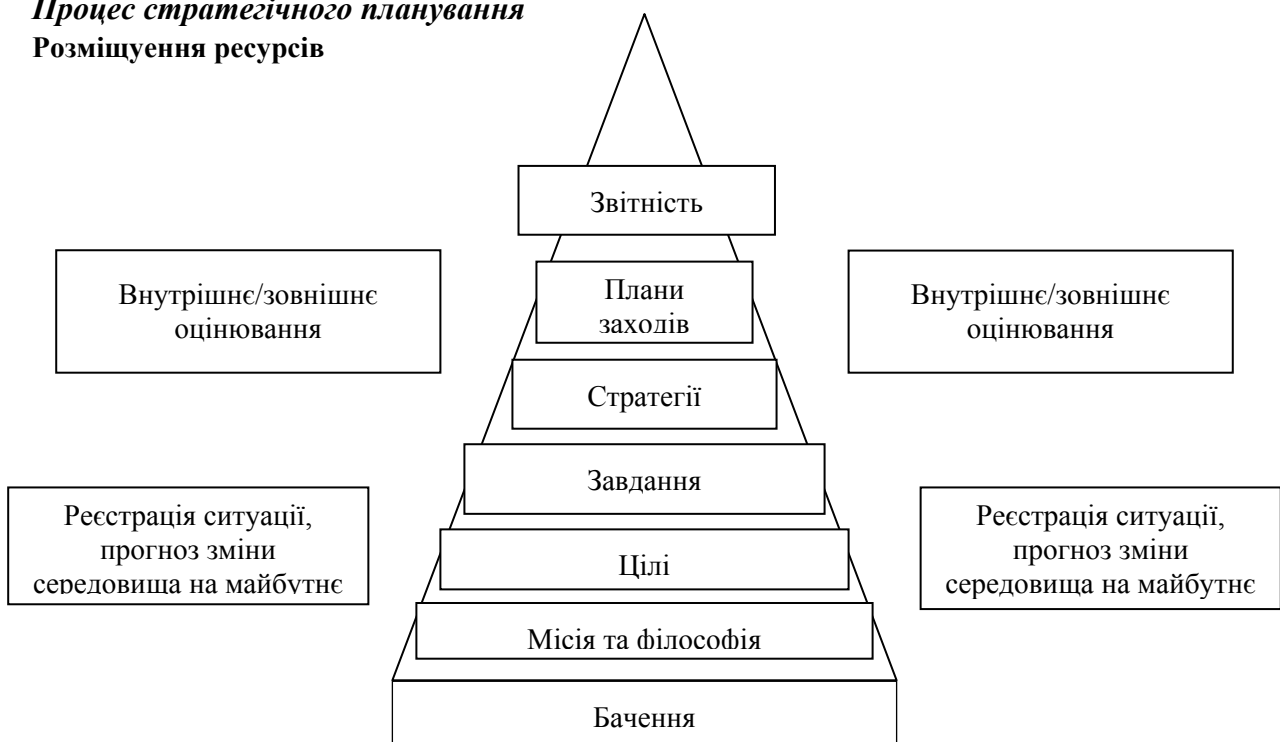 Процес стратегічного планування
Розміщуення ресурсів
Звітність
Внутрішнє/зовнішнє
оцінювання
Плани
заходів
Внутрішнє/зовнішнє
оцінювання
Стратегії
Завдання
Реєстрація ситуації,
прогноз зміни
середовища на майбутнє
Реєстрація ситуації,
прогноз зміни
середовища на майбутнє
Цілі
Місія та філософія
Бачення